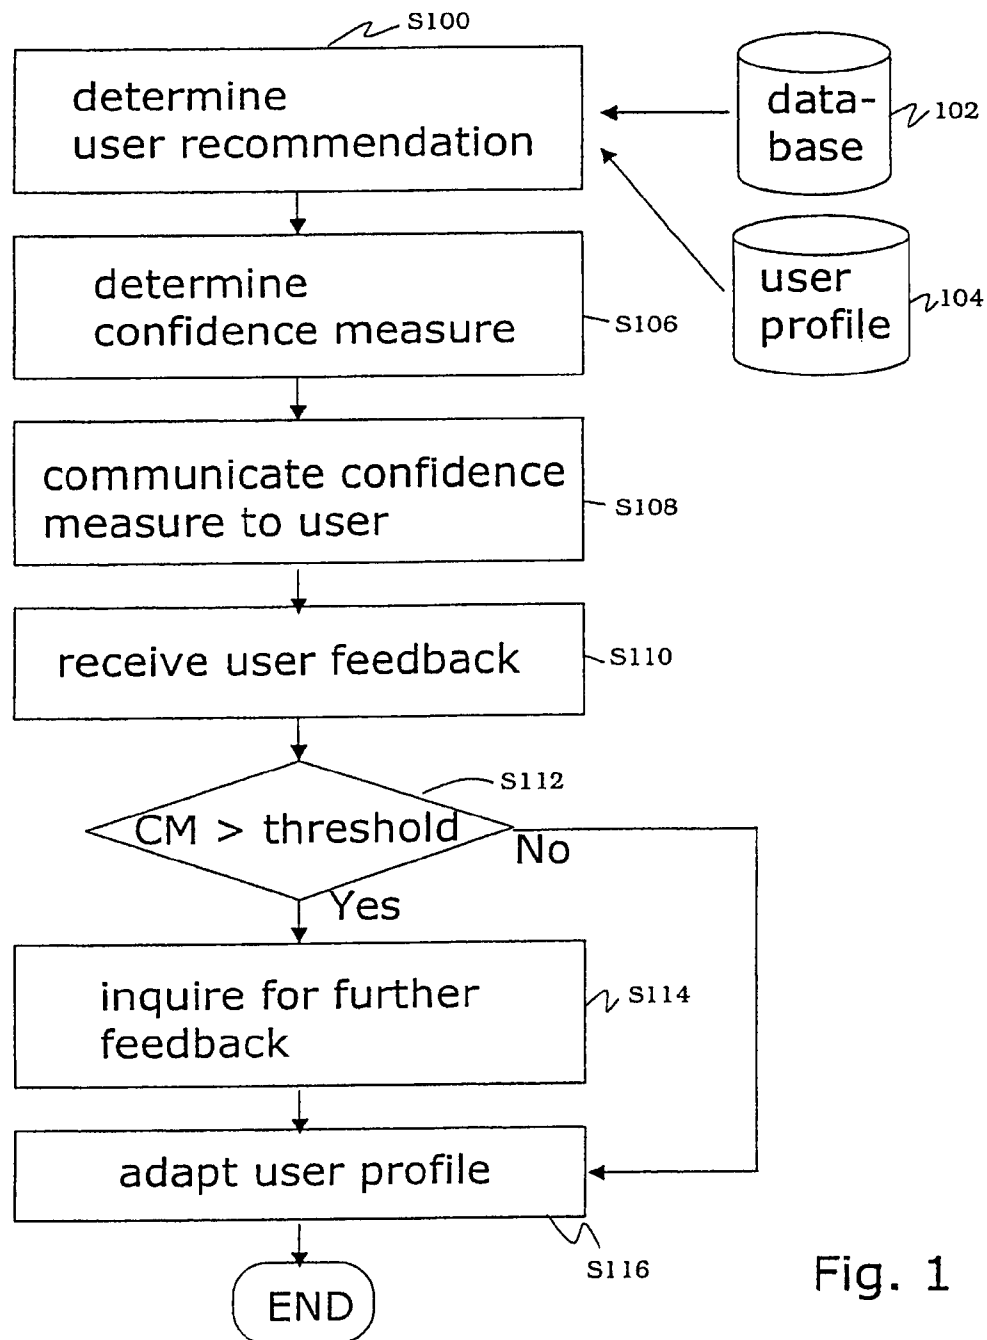 S100
determine
user recommendation
data-
base
102
user
profile
104
determine
confidence measure
S106
communicate confidence
measure to user
S108
receive user feedback
S110
S112
CM > threshold
No
Yes
inquire for further
feedback
S114
adapt user profile
S116
END
Fig. 1